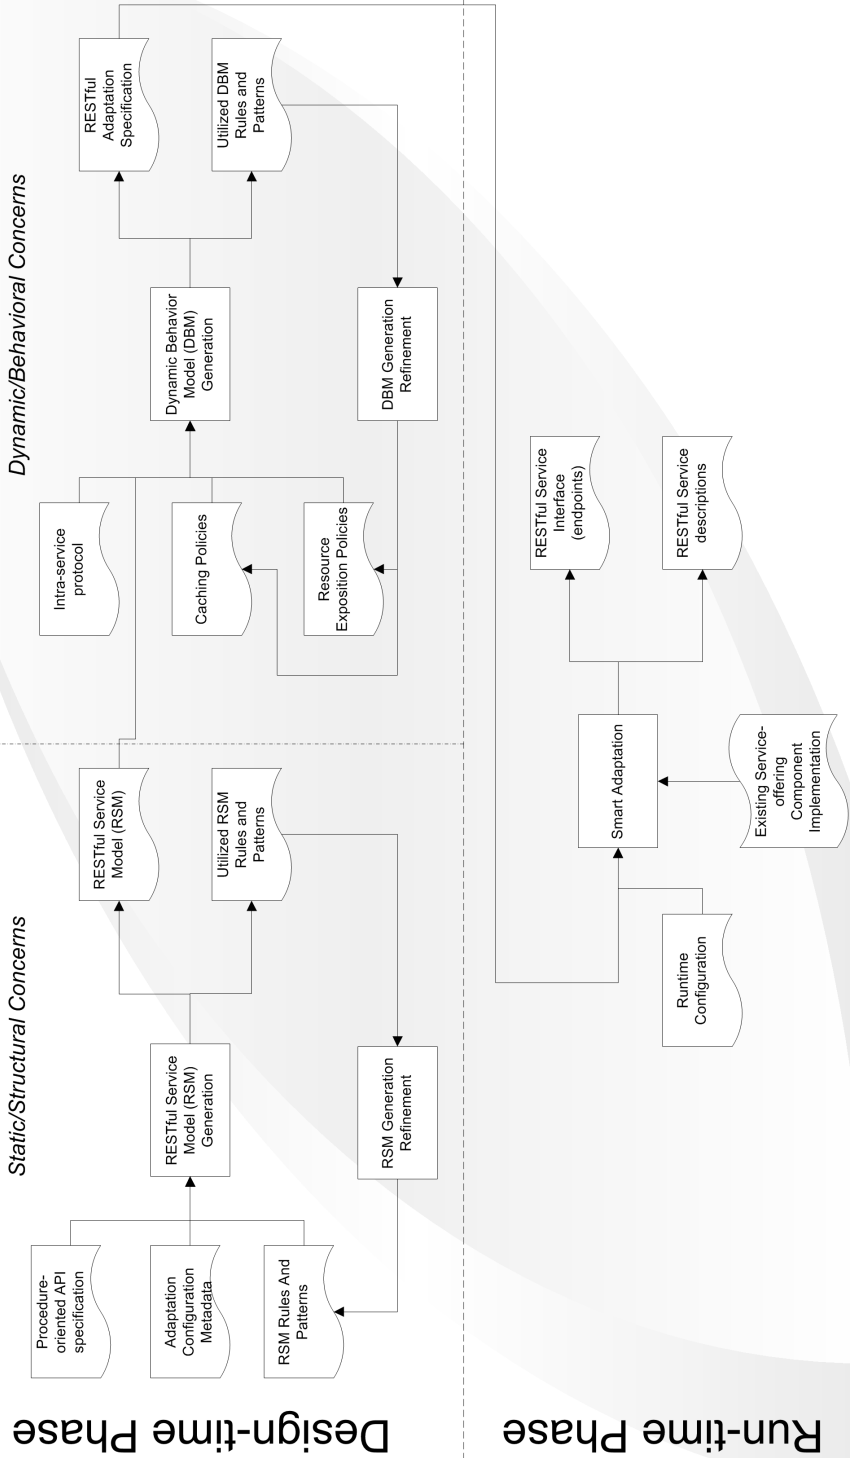 Static/Structural Concerns
Dynamic/Behavioral Concerns
Design-time Phase
Procedure-
oriented API
specification
Adaptation
Configuration
Metadata
RSM Rules And
Patterns
RESTful Service
Model (RSM)
Generation
RSM Generation
Refinement
RESTful Service
Model (RSM)
Utilized RSM
Rules and
Patterns
Intra-service
protocol
Caching Policies
Resource
Exposition Policies
Dynamic Behavior
Model (DBM)
Generation
DBM Generation
Refinement
RESTful
Adaptation
Specification
Utilized DBM
Rules and
Patterns
Run-time Phase
Runtime
Configuration
Smart Adaptation
Existing Service-
offering
Component
Implementation
RESTful Service
Interface
(endpoints)
RESTful Service
descriptions